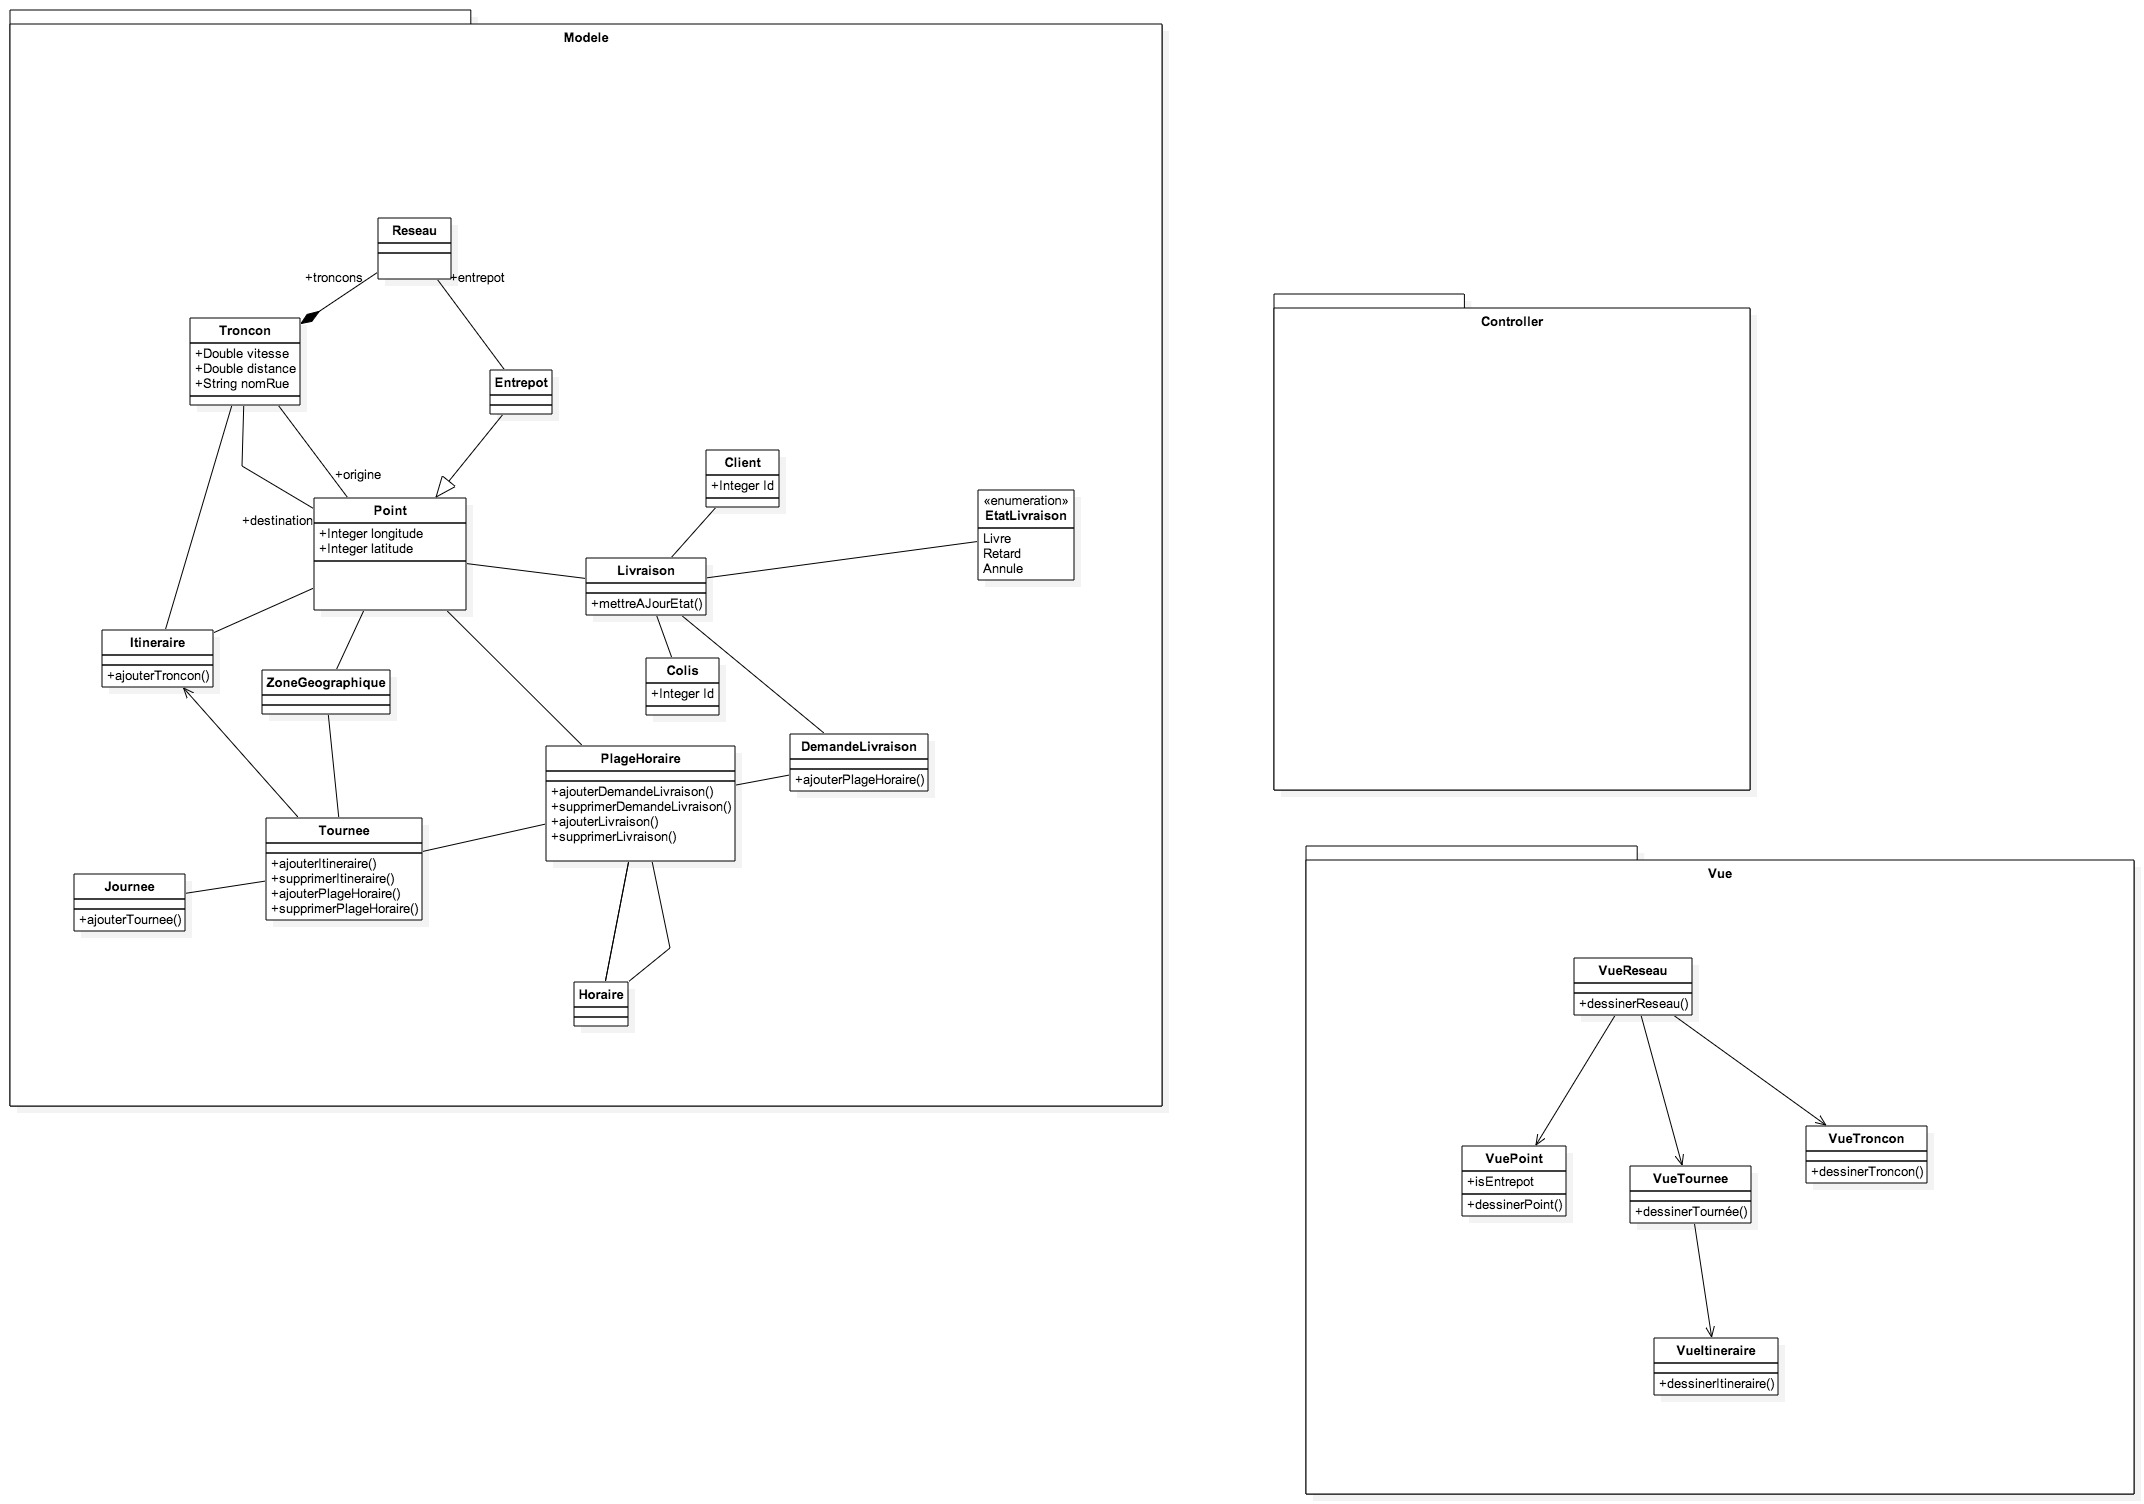 Modele
Reseau
+troncons
+entrepot
Troncon
+Double vitesse
+Double distance
+String nomRue
Entrepot
+origine
+destination
Point
+Integer longitude
+Integer latitude
Client
+Integer Id
«enumeration»
EtatLivraison
Livre
Retard
Annule
Livraison
+mettreAJourEtat()
Itineraire
+ajouterTroncon()
ZoneGeographique
Colis
+Integer Id
DemandeLivraison
+ajouterPlageHoraire()
PlageHoraire
+ajouterDemandeLivraison()
+supprimerDemandeLivraison()
+ajouterLivraison()
+supprimerLivraison()
Tournee
+ajouterItineraire()
+supprimerItineraire()
+ajouterPlageHoraire()
+supprimerPlageHoraire()
Journee
+ajouterTournee()
Horaire
Controller
Vue
VueReseau
+dessinerReseau()
VuePoint
+isEntrepot
+dessinerPoint()
VueTournee
+dessinerTournée()
VueTroncon
+dessinerTroncon()
VueItineraire
+dessinerItineraire()